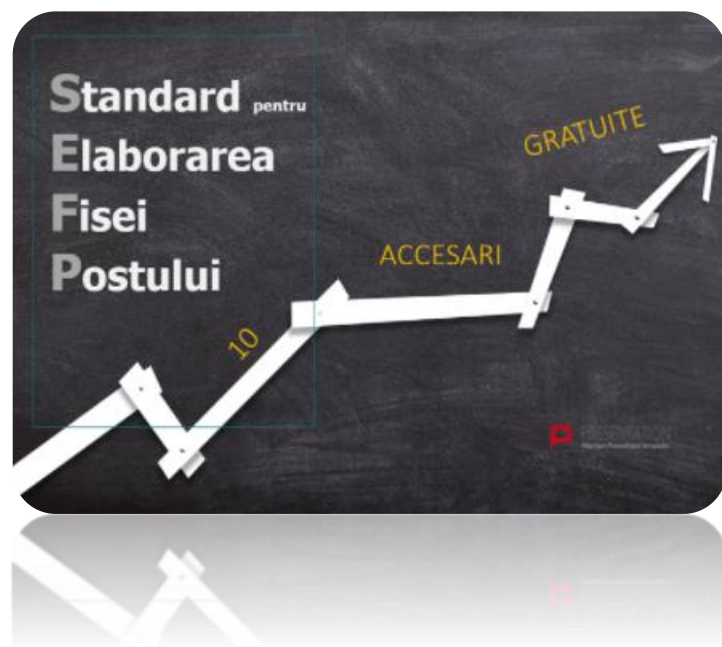 Standard pentru
Elaborarea
Fisei
Postului
10
ACCESARI
GRATUITE